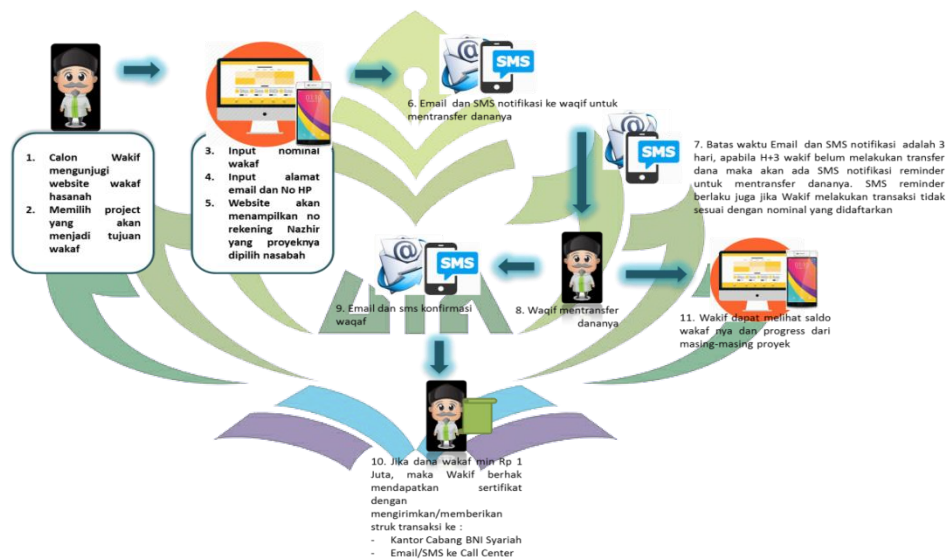 1. Calon Wakif
mengunjugi
website wakaf
hasanah
2. Memilih project
yang akan
menjadi tujuan
wakaf
3. Input nominal
wakaf
4. Input alamat
email dan No HP
5. Website akan
menampilkan no
rekening Nazhir
yang proyeknya
dipilih nasabah
@
SMS
6. Email dan SMS notifikasi ke waqif untuk
mentransfer dananya
@
SMS
7. Batas waktu Email dan SMS notifikasi adalah 3
hari, apabila H+3 wakif belum melakukan transfer
dana maka akan ada SMS notifikasi reminder
untuk mentransfer dananya. SMS reminder
berlaku juga jika Wakif melakukan transaksi tidak
sesuai dengan nominal yang didaftarkan
8. Waqif mentransfer
dananya
@
SMS
9. Email dan sms konfirmasi
waqaf
11. Wakif dapat melihat saldo
wakaf nya dan progress dari
masing-masing proyek
10. Jika dana wakaf min Rp 1
Juta, maka Wakif berhak
mendapatkan sertifikat
dengan
mengirimkan/memberikan
struk transaksi ke :
- Kantor Cabang BNI Syariah
- Email/SMS ke Call Center